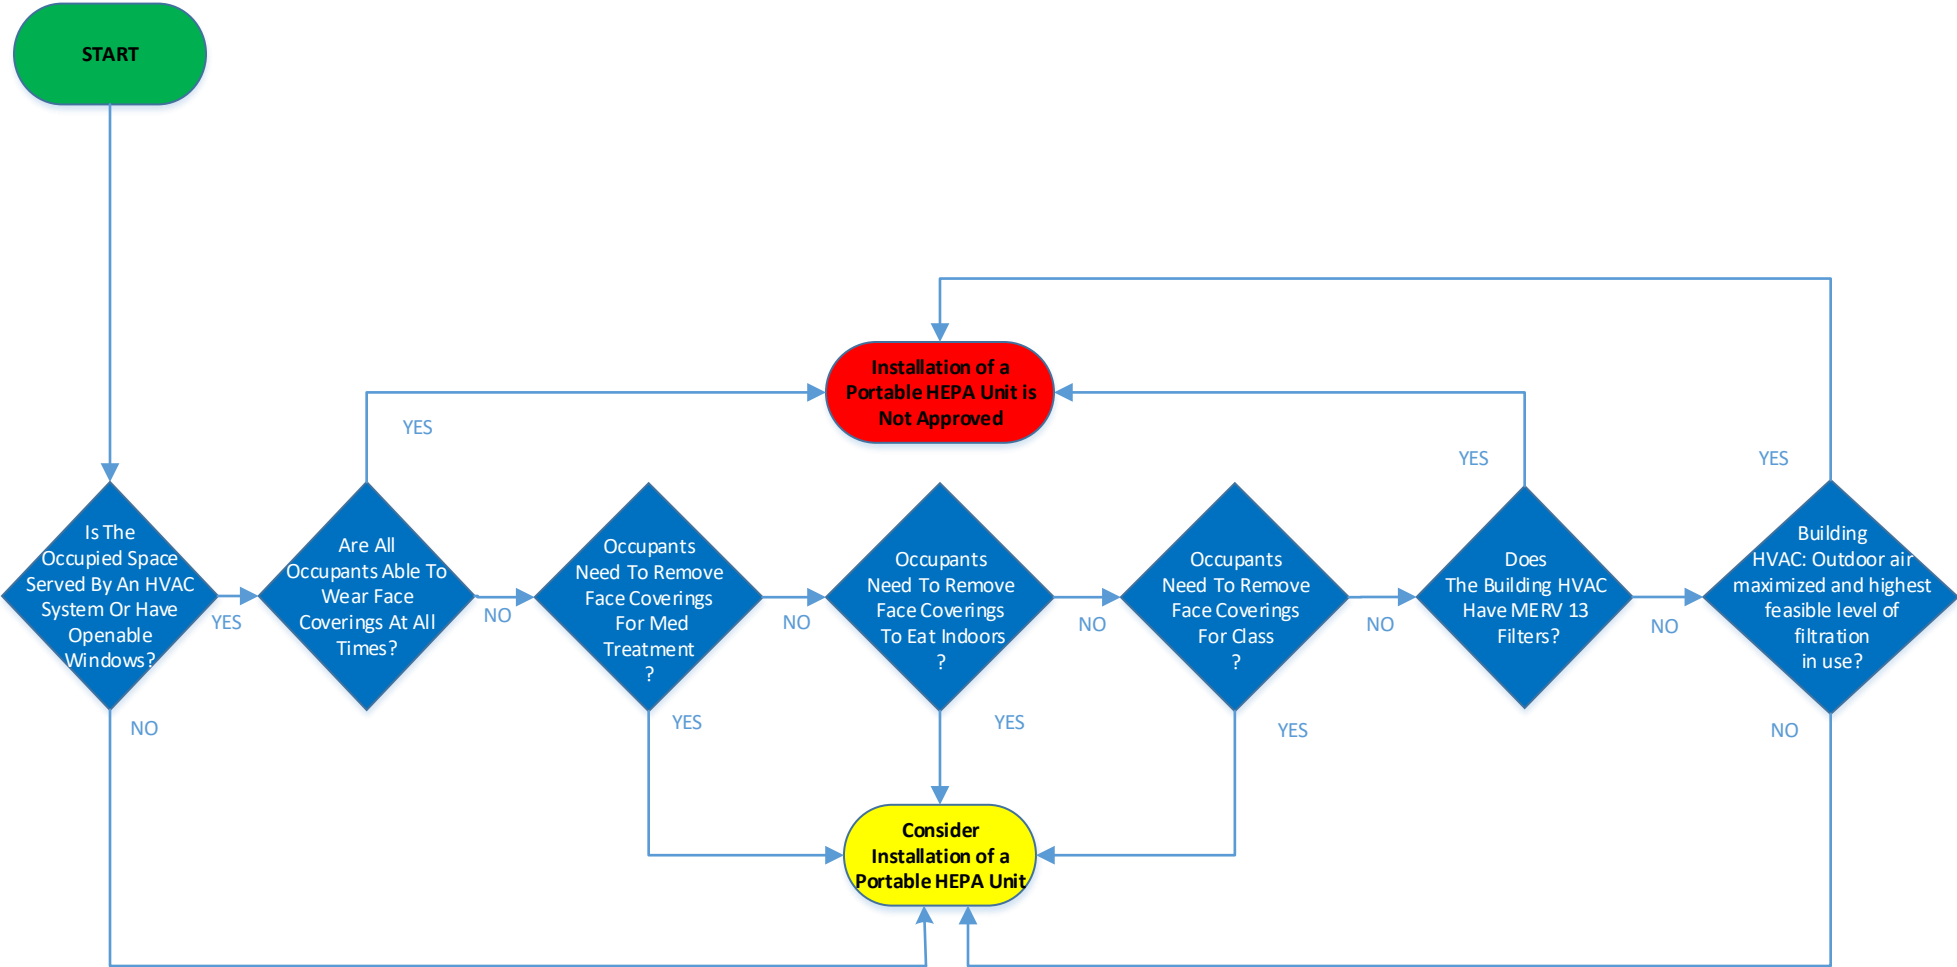 START
Installation of a
Portable HEPA Unit is
Not Approved
YES
YES
YES
Is The
Occupied Space
Served By An HVAC
System Or Have
Openable
Windows?
YES
NO
Are All
Occupants Able To
Wear Face
Coverings At All
Times?
NO
Occupants
Need To Remove
Face Coverings
For Med
Treatment
?
NO
YES
Occupants
Need To Remove
Face Coverings
To Eat Indoors
?
NO
YES
Occupants
Need To Remove
Face Coverings
For Class
?
NO
YES
Does
The Building HVAC
Have MERV 13
Filters?
NO
Building
HVAC: Outdoor air
maximized and highest
feasible level of
filtration
in use?
NO
Consider
Installation of a
Portable HEPA Unit